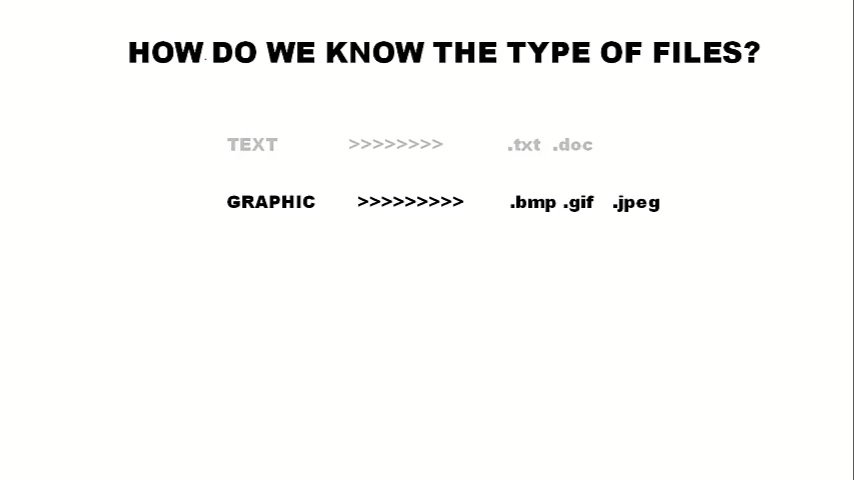 HOW DO WE KNOW THE TYPE OF FILES?
TEXT >>>>>>>> .txt .doc
GRAPHIC >>>>>>>>> .bmp .gif .jpeg